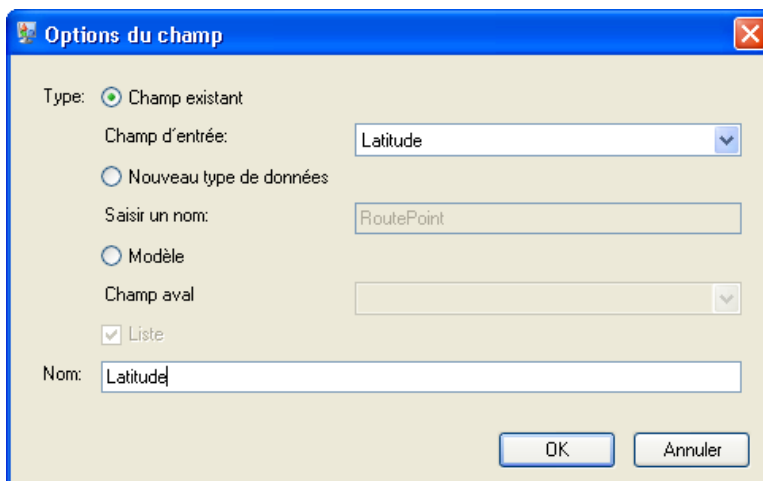 Options du champ
Type: Champ existant
Champ d´entrée: Latitude
Nouveau type de données
Saisir un nom: RoutePoint
Modèle
Champ aval
Liste
Nom: Latitude
OK Annuler